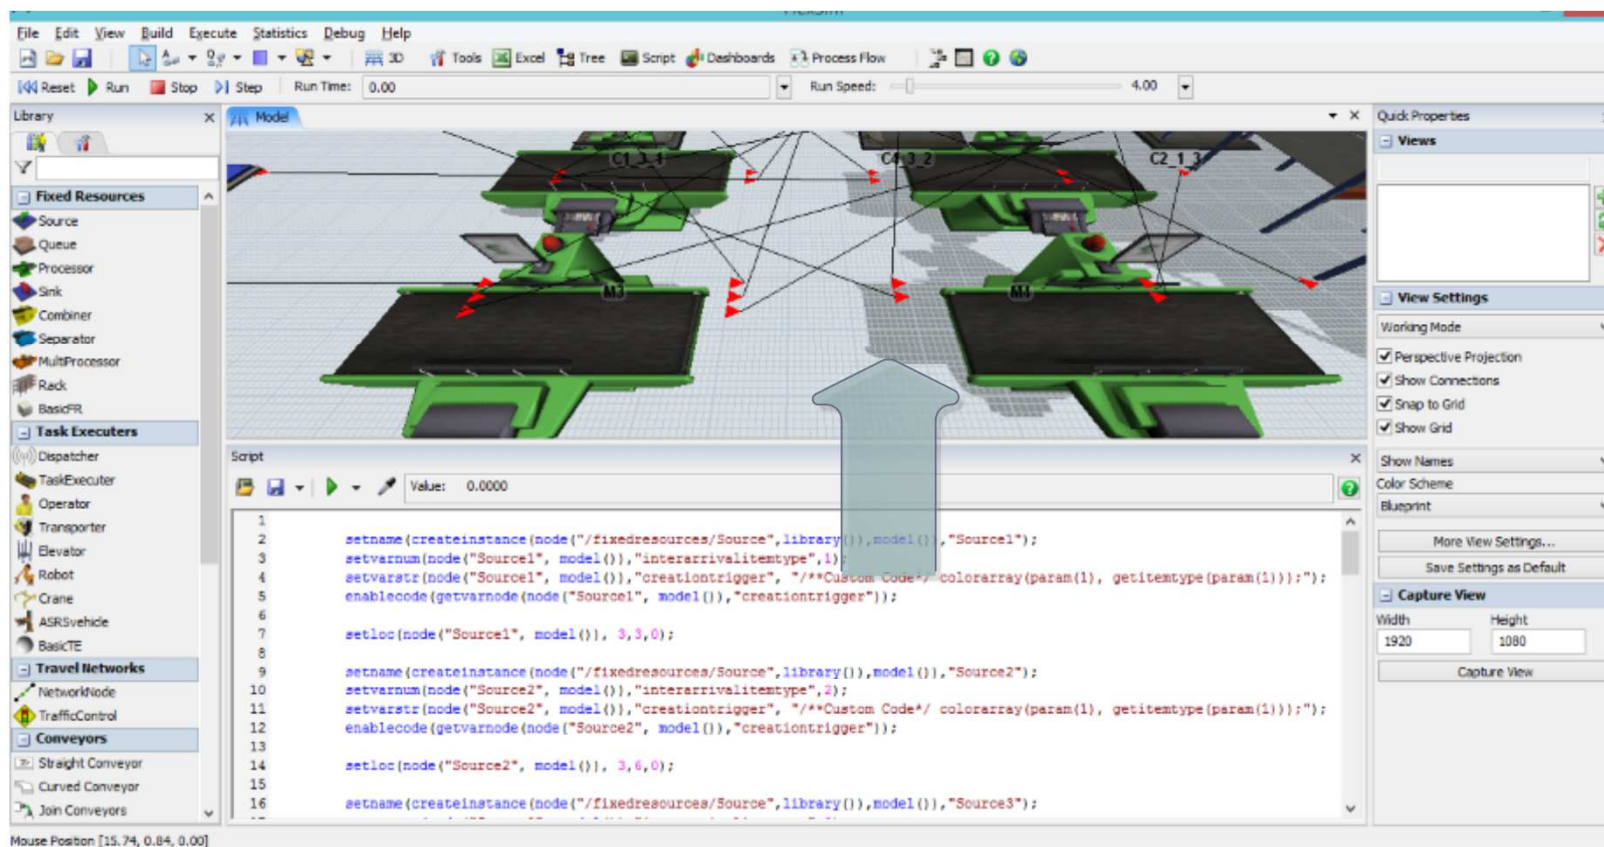 File Edit View Build Execute Statistics Debug Help
3D Tools Excel Tree Script Dashboards Process Flow
Reset Run Stop Step Run Time: 0.00 Run Speed: 4.00
Library
Model
Quick Properties
Views
Fixed Resources
Source
Queue
Processor
Sink
Combiner
Separator
MultiProcessor
Rack
BasicFR
Task Executers
Dispatcher
TaskExecuter
Operator
Transporter
Elevator
Robot
Crane
ASRSvehicle
BasicTE
Travel Networks
NetworkNode
TrafficControl
Conveyors
Straight Conveyor
Curved Conveyor
Join Conveyors
C1_3_1
C4_3_2
C2_1_3
M3
M4
Script
Value: 0.0000
1
2 setname(createinstance(node("/fixedresources/Source",library()),model()),"Source1");
3 setvarnum(node("Source1", model()),"interarrivalitemtype",1);
4 setvarstr(node("Source1", model()),"creationtrigger", "/**Custom Code*/ colorarray(param(1), getitemtype(param(1)));");
5 enablecode(getvarnode(node("Source1", model()),"creationtrigger"));
6
7 setloc(node("Source1", model()), 3,3,0);
8
9 setname(createinstance(node("/fixedresources/Source",library()),model()),"Source2");
10 setvarnum(node("Source2", model()),"interarrivalitemtype",2);
11 setvarstr(node("Source2", model()),"creationtrigger", "/**Custom Code*/ colorarray(param(1), getitemtype(param(1)));");
12 enablecode(getvarnode(node("Source2", model()),"creationtrigger"));
13
14 setloc(node("Source2", model()), 3,6,0);
15
16 setname(createinstance(node("/fixedresources/Source",library()),model()),"Source3");
View Settings
Working Mode
Perspective Projection
Show Connections
Snap to Grid
Show Grid
Show Names
Color Scheme
Blueprint
More View Settings...
Save Settings as Default
Capture View
Width Height
1920 1080
Capture View
Mouse Position [15.74, 0.84, 0.00]